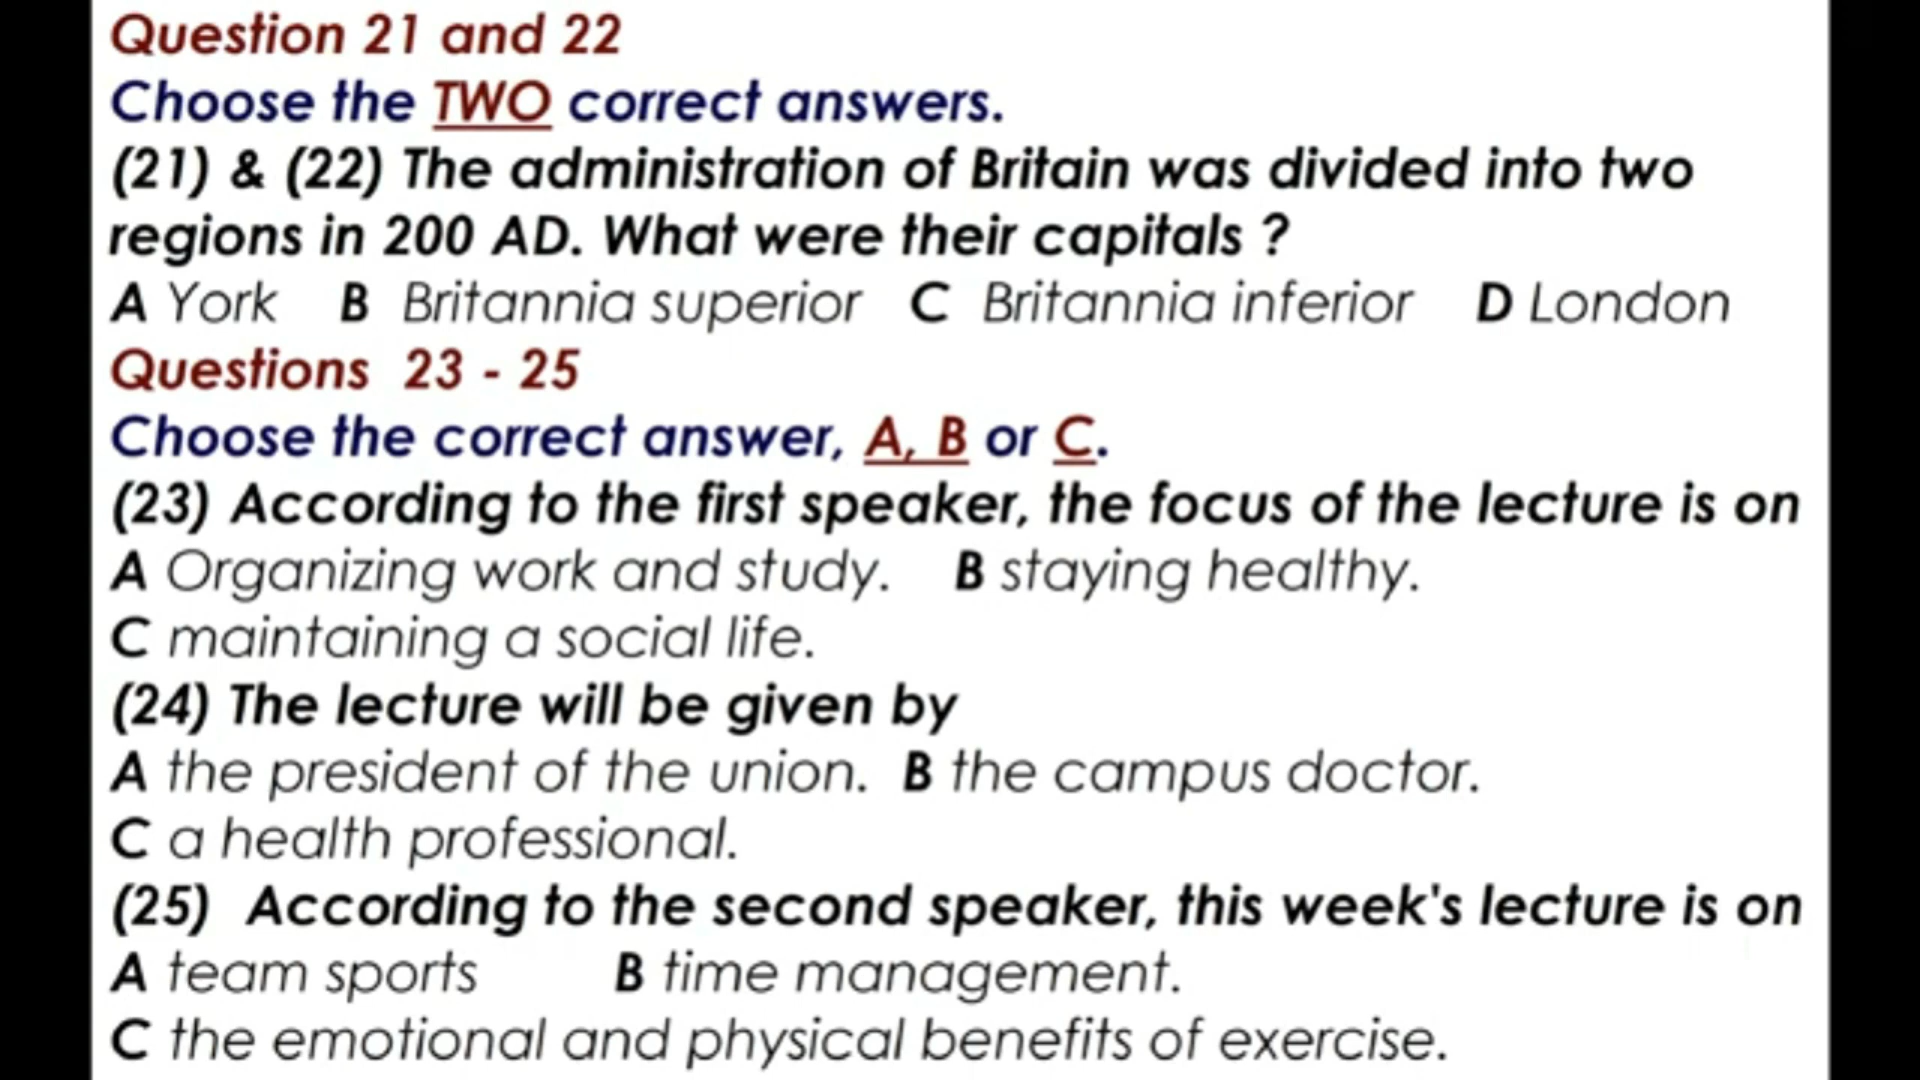 Question 21 and 22
Choose the TWO correct answers.
(21) & (22) The administration of Britain was divided into two
regions in 200 AD. What were their capitals ?
A York B Britannia superior C Britannia inferior D London
Questions 23 - 25
Choose the correct answer, A, B or C.
(23) According to the first speaker, the focus of the lecture is on
A Organizing work and study. B staying healthy.
C maintaining a social life.
(24) The lecture will be given by
A the president of the union. B the campus doctor.
C a health professional.
(25) According to the second speaker, this week's lecture is on
A team sports B time management.
C the emotional and physical benefits of exercise.